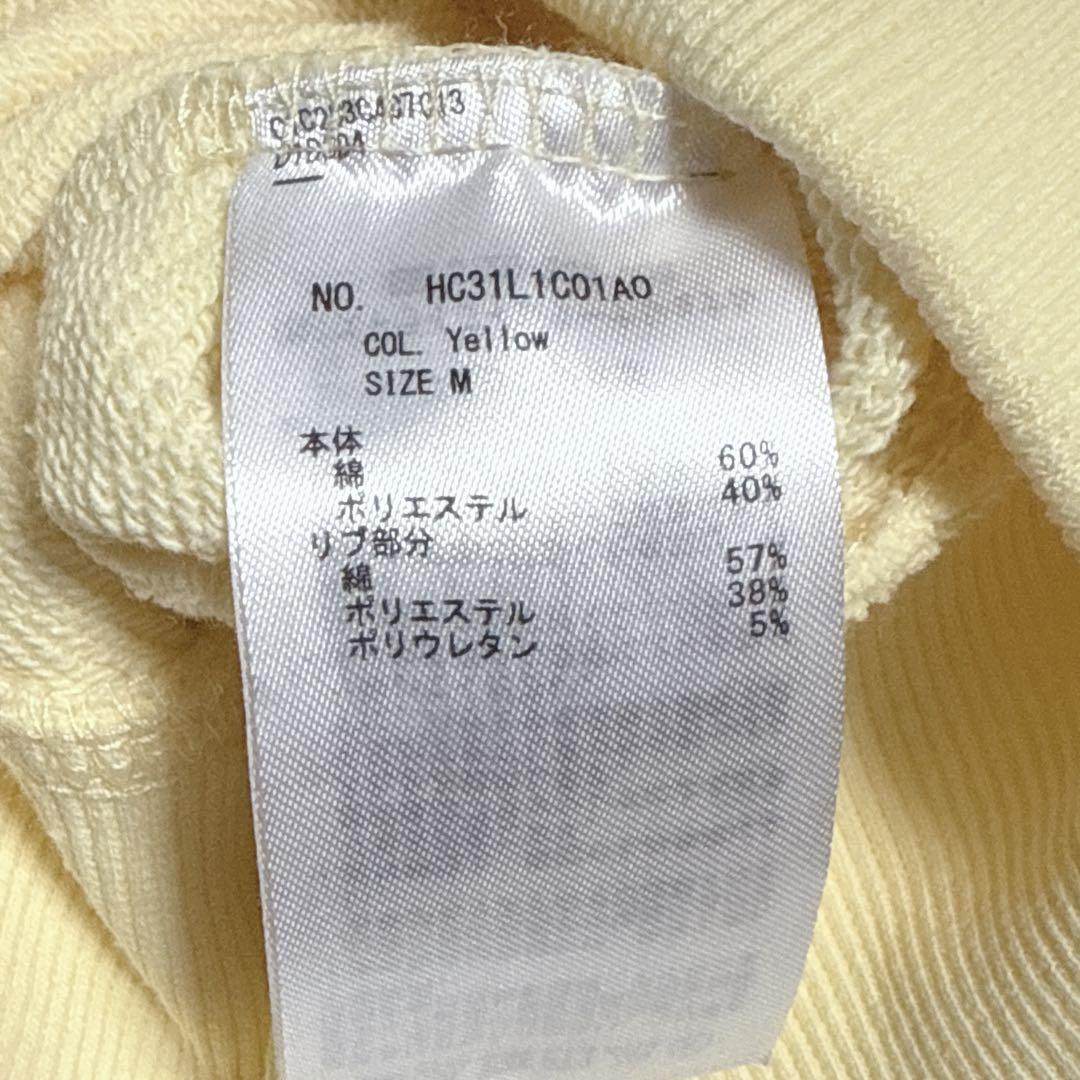 NO. HC31L1C01A0
COL. Yellow
SIZE M
本体
綿 60%
ポリエステル 40%
リブ部分
綿 57%
ポリエステル 38%
ポリウレタン 5%